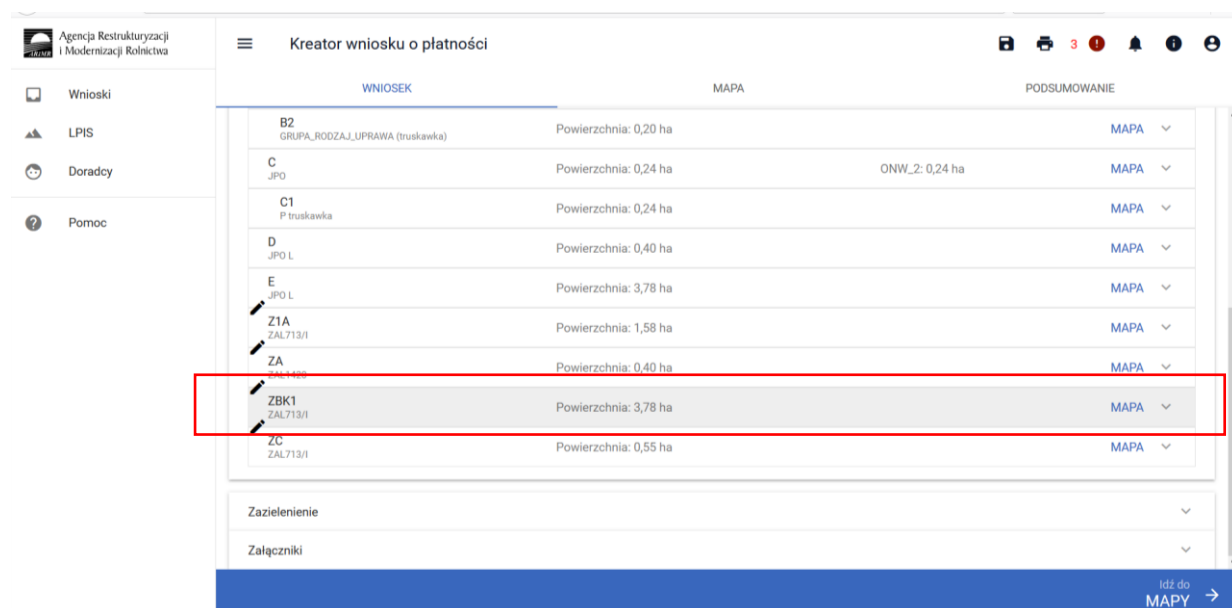 Agencja Restrukturyzacji
i Modernizacji Rolnictwa
ARiMR
Kreator wniosku o płatności
3
Wnioski
LPIS
Doradcy
Pomoc
WNIOSEK MAPA PODSUMOWANIE
B2 Powierzchnia: 0,20 ha MAPA
GRUPA_RODZAJ_UPRAWA (truskawka)
C Powierzchnia: 0,24 ha ONW_2: 0,24 ha MAPA
JPO
C1 Powierzchnia: 0,24 ha MAPA
P truskawka
D Powierzchnia: 0,40 ha MAPA
JPO L
E Powierzchnia: 3,78 ha MAPA
JPO L
Z1A Powierzchnia: 1,58 ha MAPA
ZAL713/I
ZA Powierzchnia: 0,40 ha MAPA
ZAL1420
ZBK1 Powierzchnia: 3,78 ha MAPA
ZAL713/I
ZC Powierzchnia: 0,55 ha MAPA
ZAL713/I
Zazielenienie
Załączniki
Idź do
MAPY